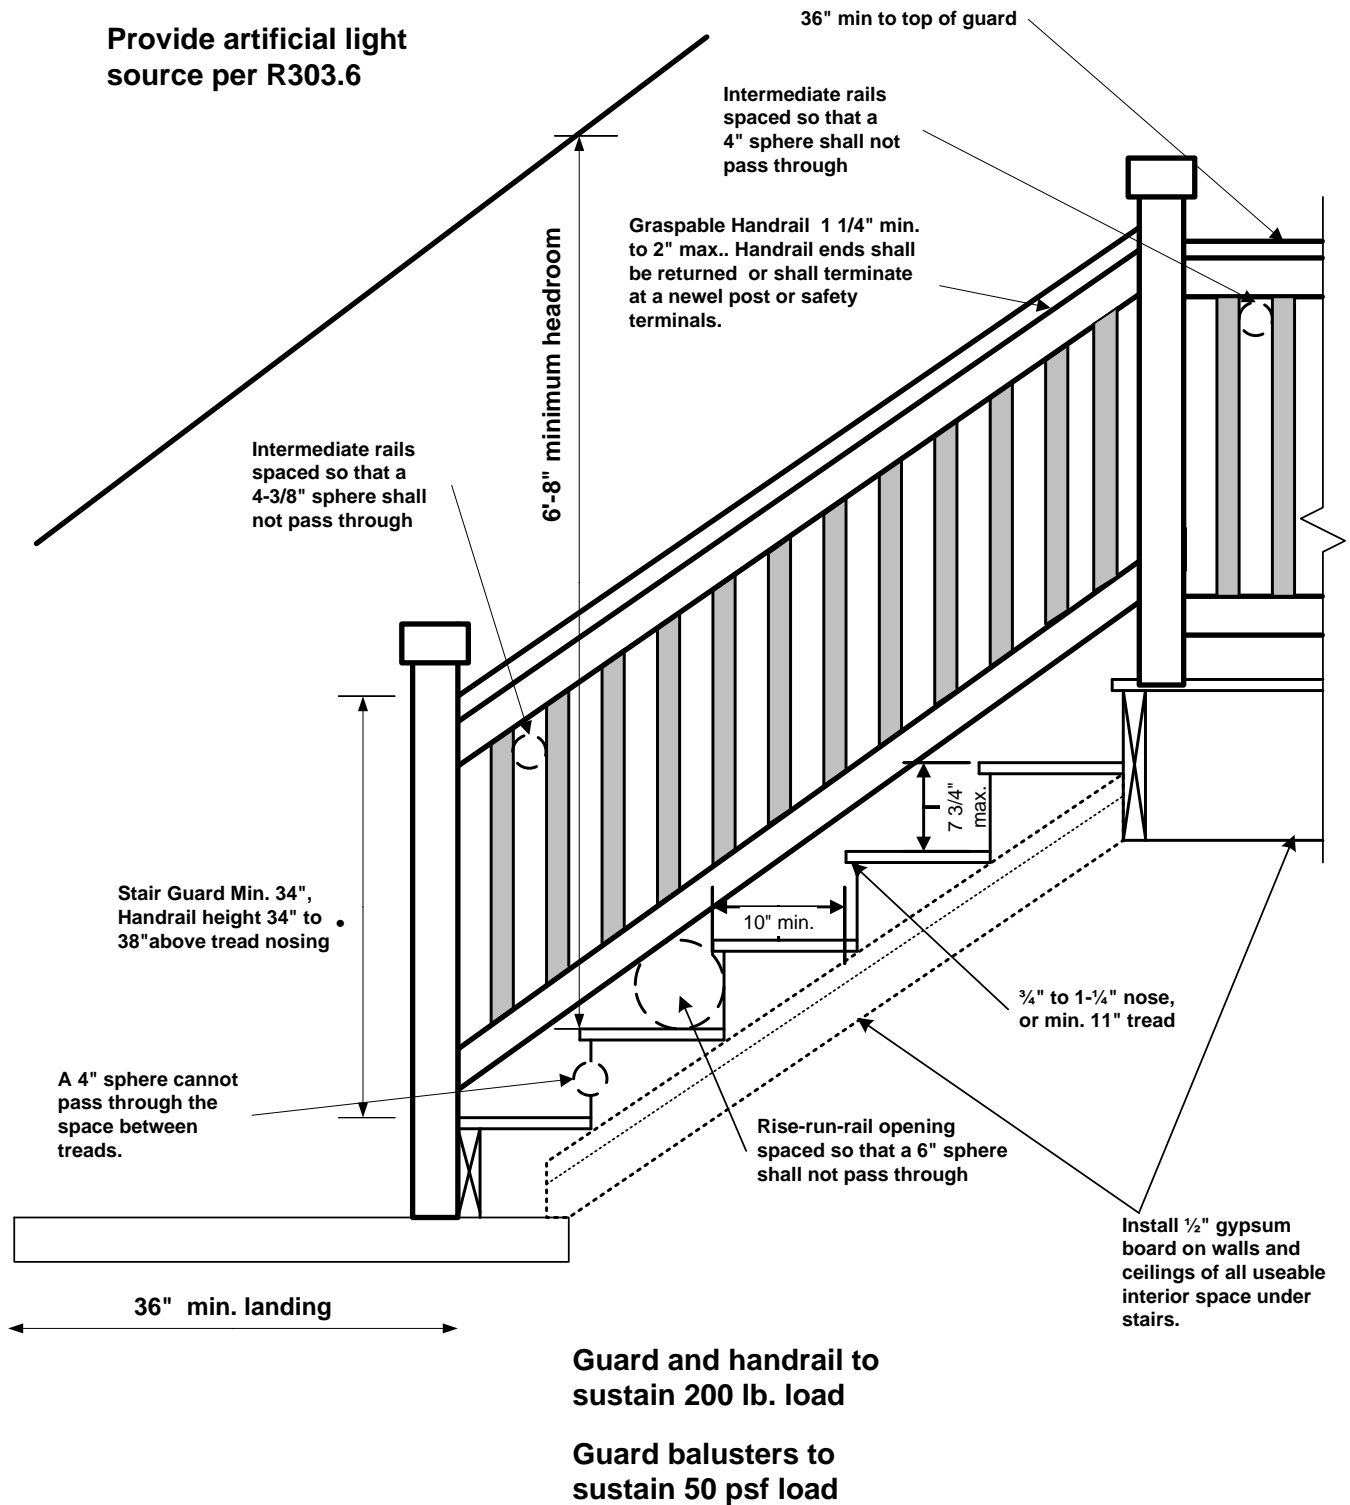 Provide artificial light
source per R303.6
36" min to top of guard
Intermediate rails
spaced so that a
4" sphere shall not
pass through
Graspable Handrail 1 1/4" min.
to 2" max.. Handrail ends shall
be returned or shall terminate
at a newel post or safety
terminals.
6'-8" minimum headroom
Intermediate rails
spaced so that a
4-3/8" sphere shall
not pass through
7 3/4"
max.
Stair Guard Min. 34",
Handrail height 34" to
38"above tread nosing
10" min.
¾" to 1-¼" nose,
or min. 11" tread
A 4" sphere cannot
pass through the
space between
treads.
Rise-run-rail opening
spaced so that a 6" sphere
shall not pass through
Install ½" gypsum
board on walls and
ceilings of all useable
interior space under
stairs.
36" min. landing
Guard and handrail to
sustain 200 lb. load
Guard balusters to
sustain 50 psf load